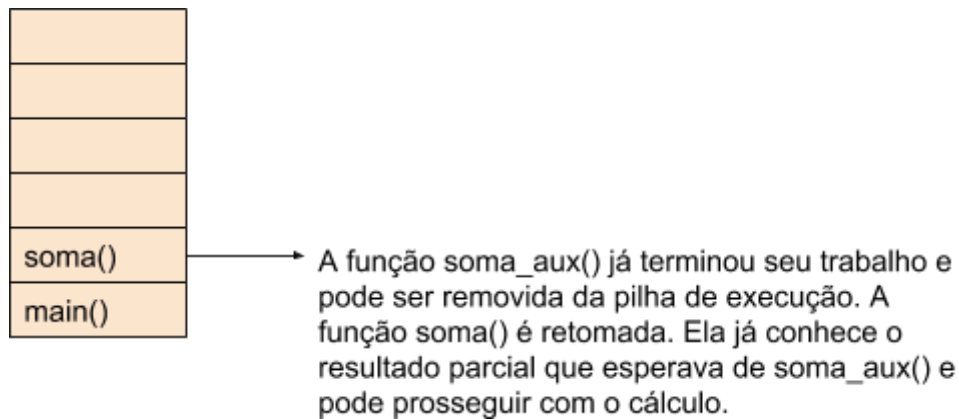 soma()
main()
A função soma_aux() já terminou seu trabalho e
pode ser removida da pilha de execução. A
função soma() é retomada. Ela já conhece o
resultado parcial que esperava de soma_aux() e
pode prosseguir com o cálculo.